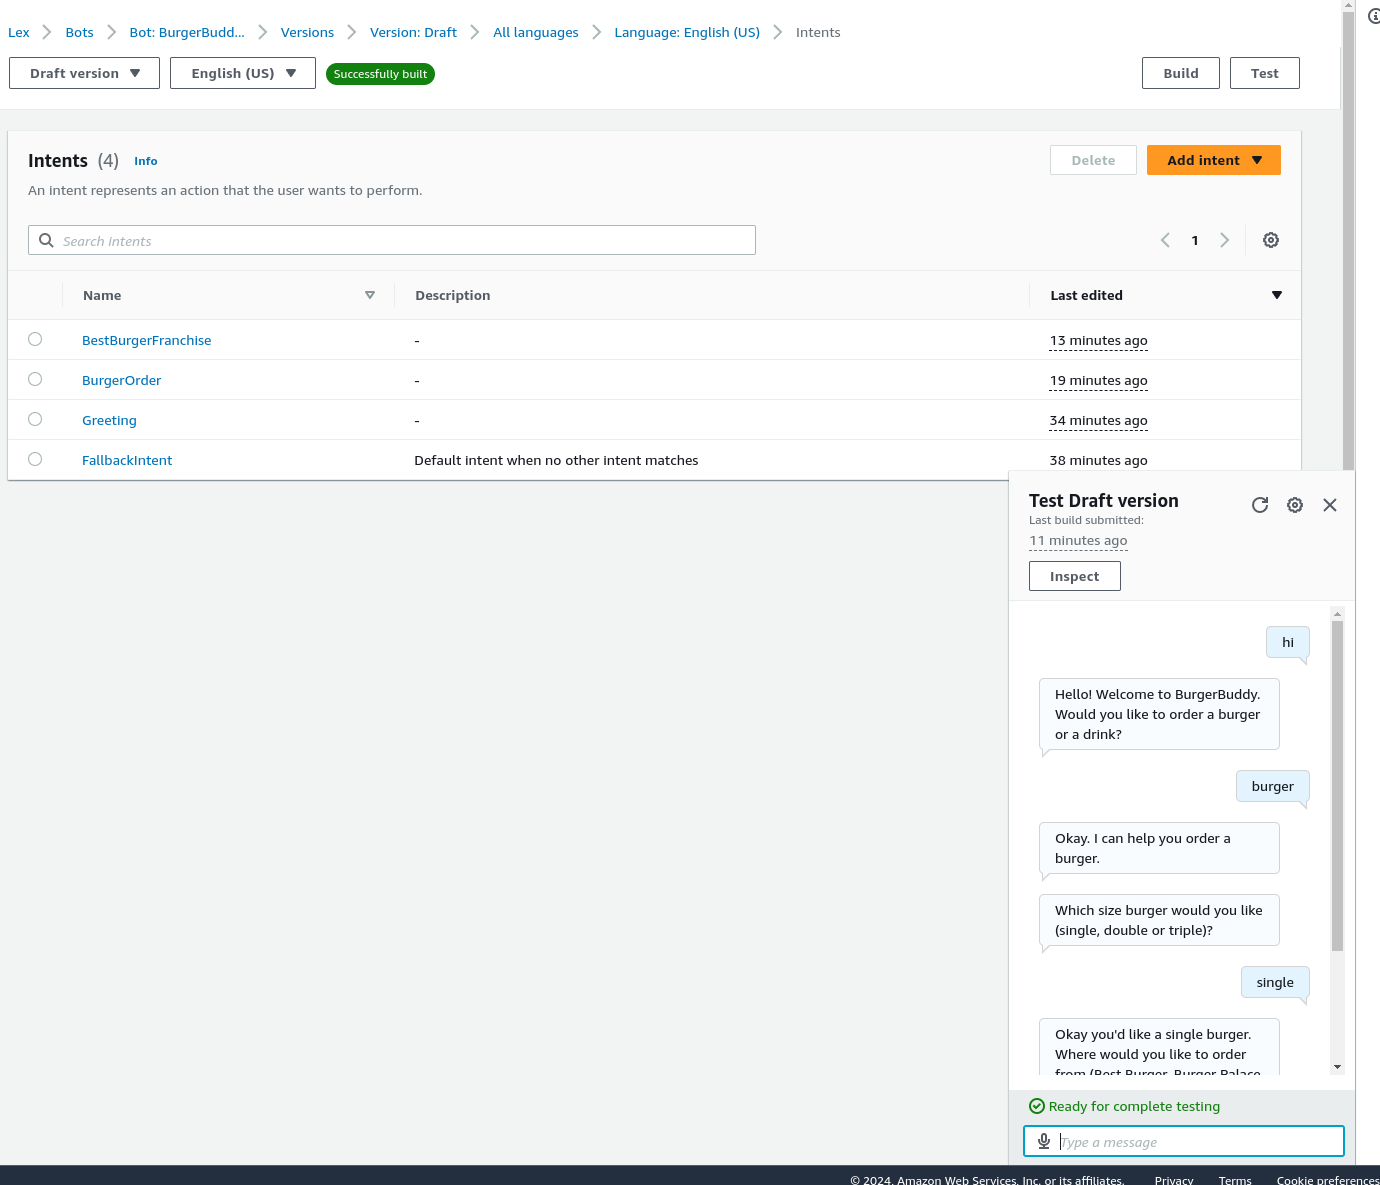 Lex Bots Bot: BurgerBudd... Versions Version: Draft All languages Language: English (US) Intents
Draft version English (US) Successfully built Build Test
Intents (4) Info Delete Add intent
An intent represents an action that the user wants to perform.
Search intents 1
Name Description Last edited
BestBurgerFranchise - 13 minutes ago
BurgerOrder - 19 minutes ago
Greeting - 34 minutes ago
FallbackIntent Default intent when no other intent matches 38 minutes ago
Test Draft version
Last build submitted:
11 minutes ago
Inspect
hi
Hello! Welcome to BurgerBuddy.
Would you like to order a burger
or a drink?
burger
Okay. I can help you order a
burger.
Which size burger would you like
(single, double or triple)?
single
Okay you'd like a single burger.
Where would you like to order
from (Best Burger, Burger Palace
Ready for complete testing
Type a message
© 2024, Amazon Web Services, Inc. or its affiliates. Privacy Terms Cookie preferences